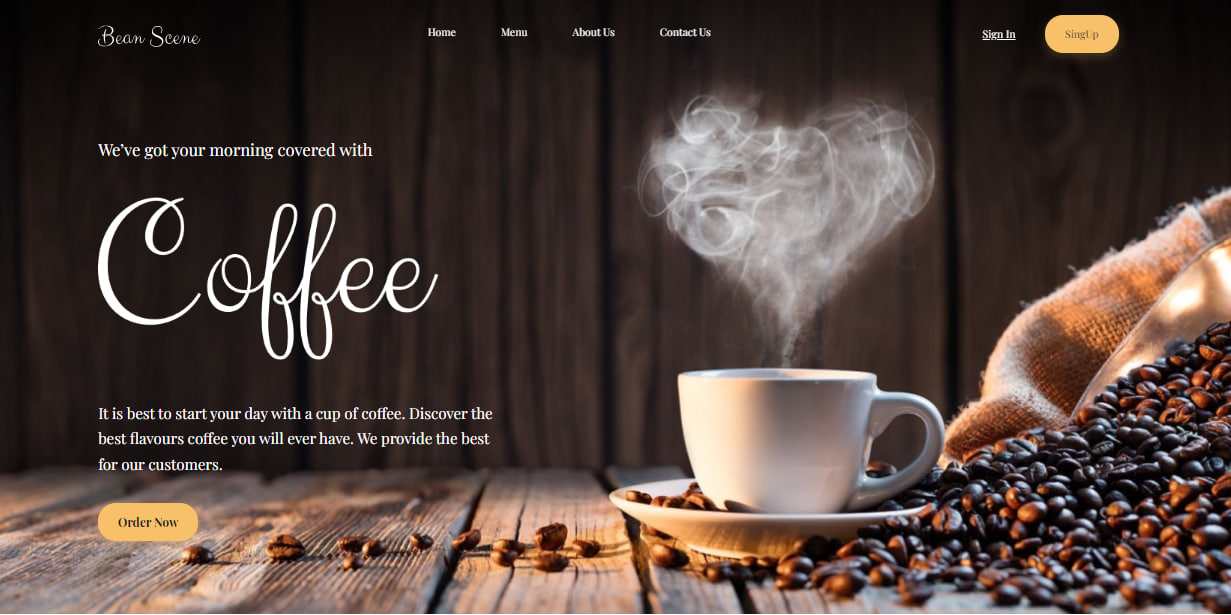 Bean Scene
Home
Menu
About Us
Contact Us
Sign In
SingUp
We've got your morning covered with
Coffee
It is best to start your day with a cup of coffee. Discover the
best flavours coffee you will ever have. We provide the best
for our customers.
Order Now